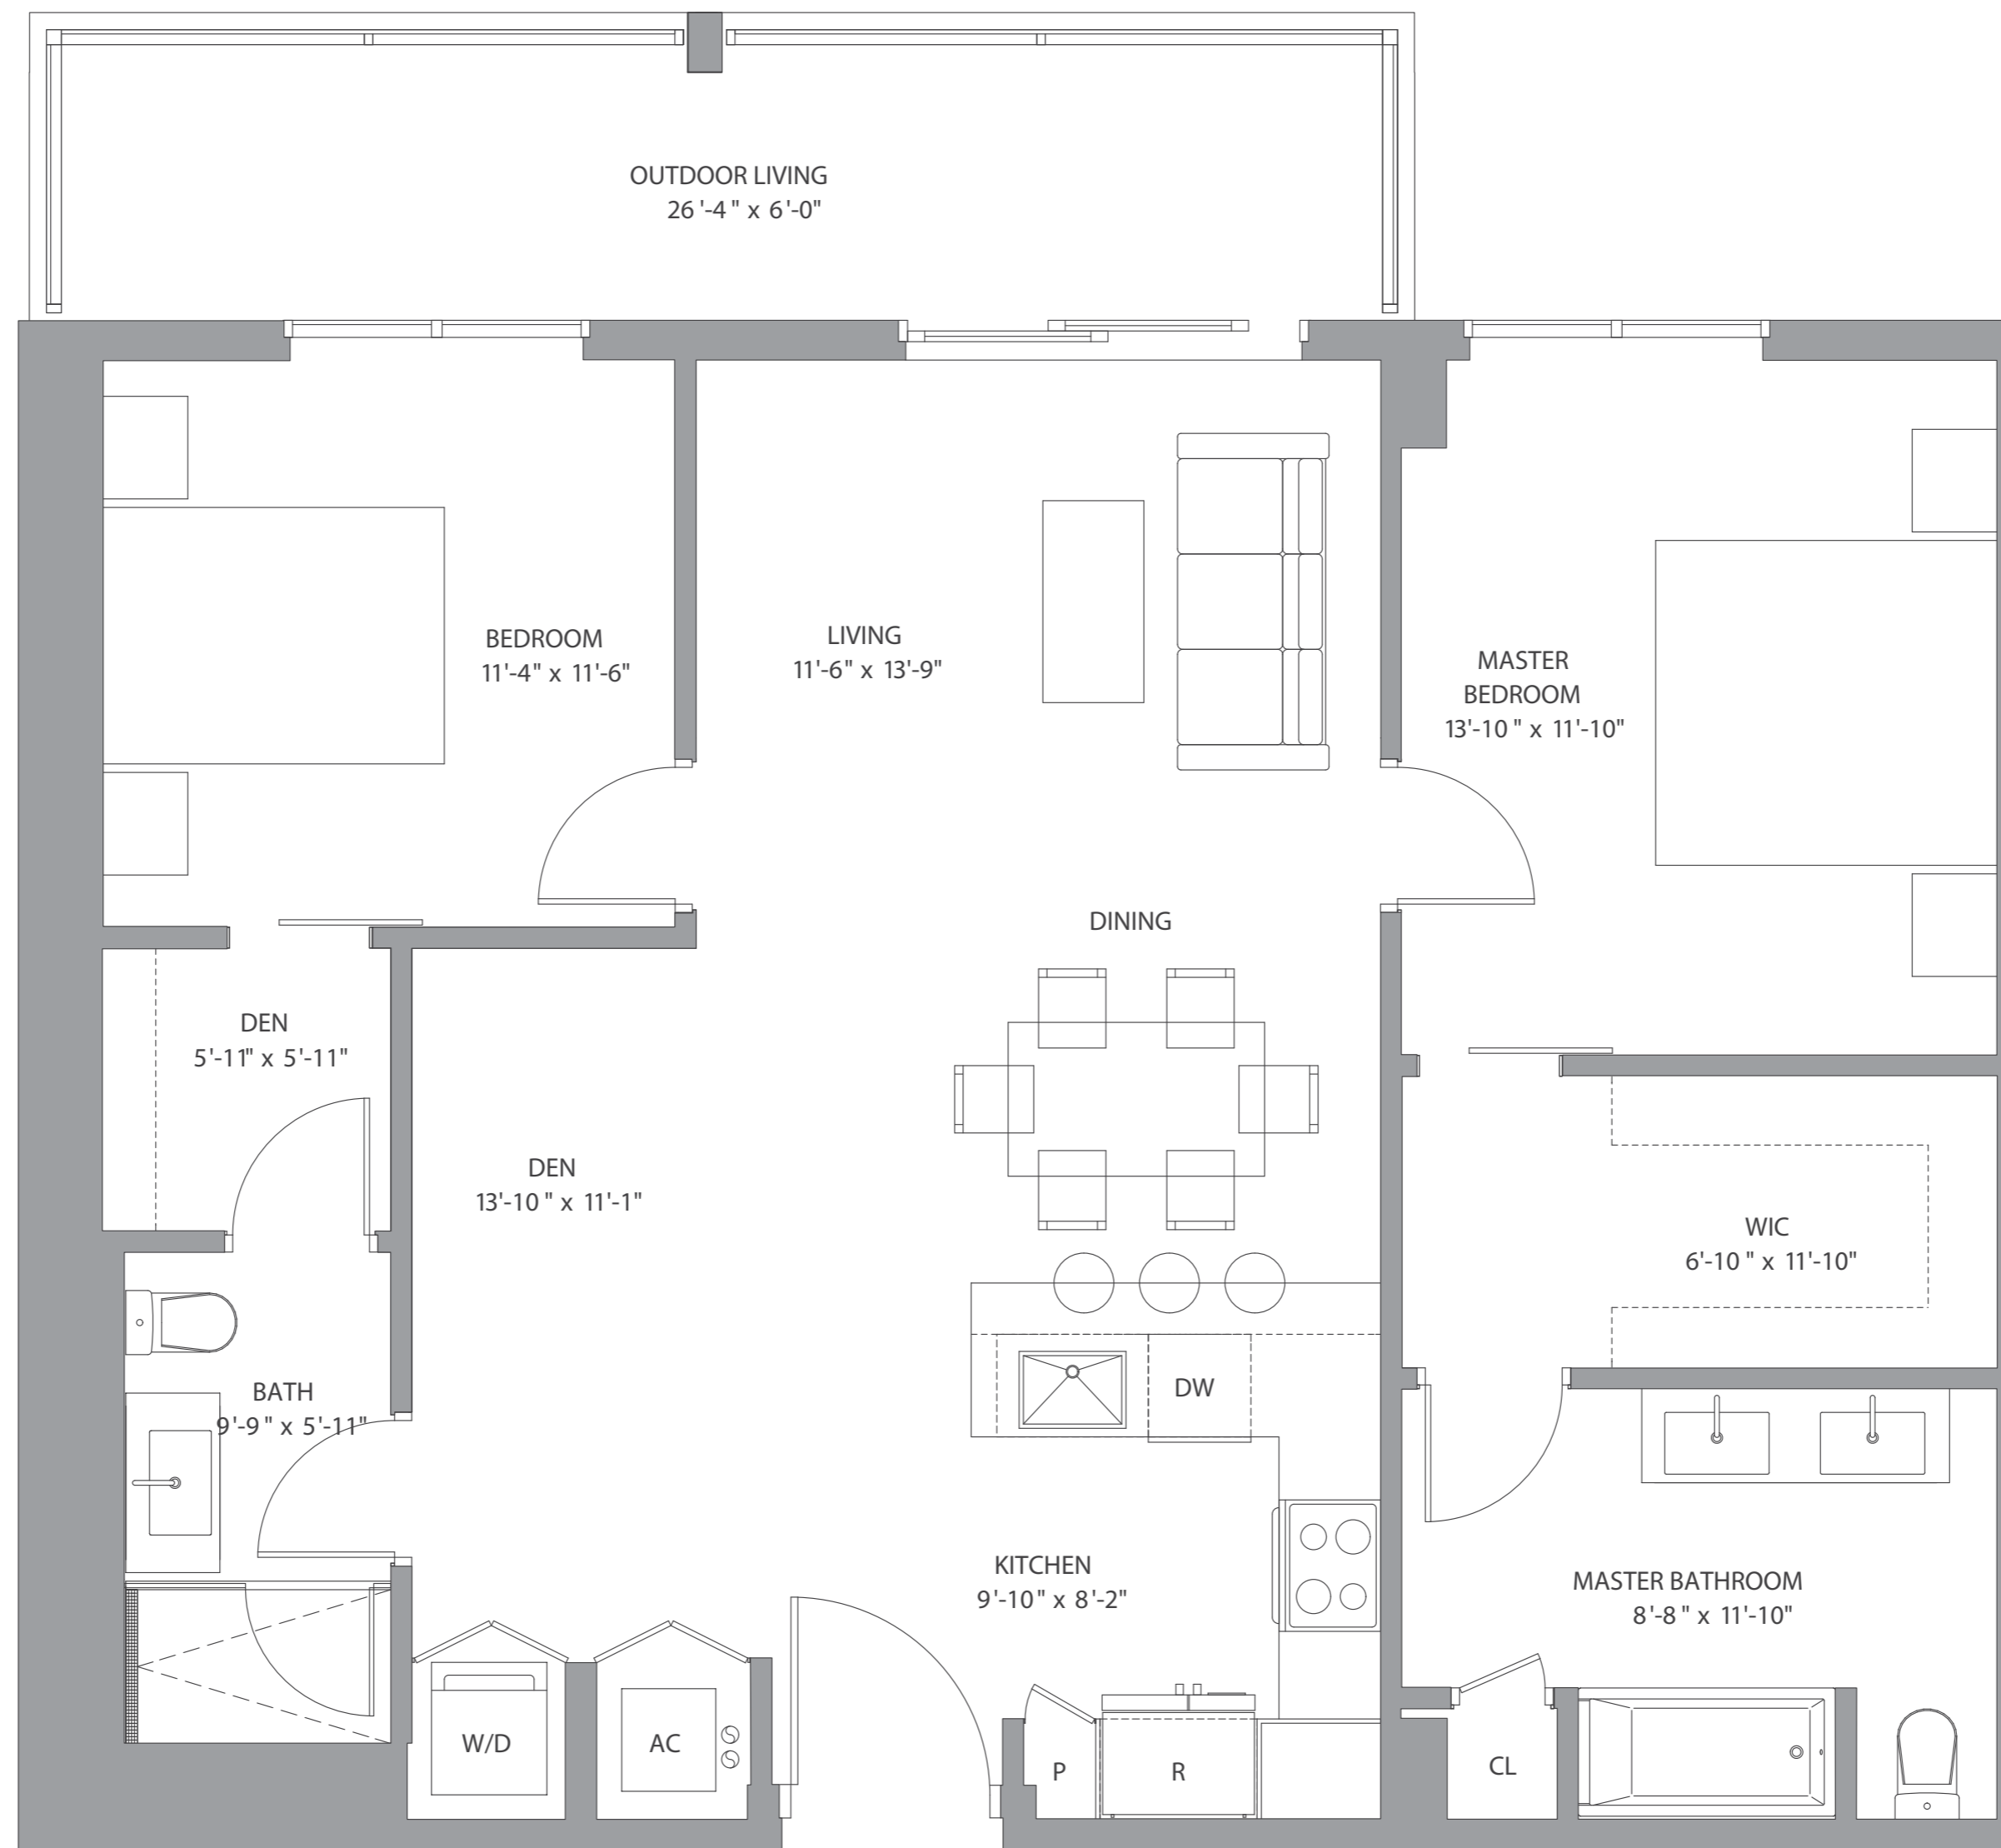 OUTDOOR LIVING
26'-4" x 6'-0"
BEDROOM
11'-4" x 11'-6"
LIVING
11'-6" x 13'-9"
MASTER
BEDROOM
13'-10" x 11'-10"
DINING
DEN
5'-11" x 5'-11"
DEN
13'-10" x 11'-1"
WIC
6'-10" x 11'-10"
BATH
9'-9" x 5'-11"
DW
KITCHEN
9'-10" x 8'-2"
MASTER BATHROOM
8'-8" x 11'-10"
W/D
AC
P
R
CL